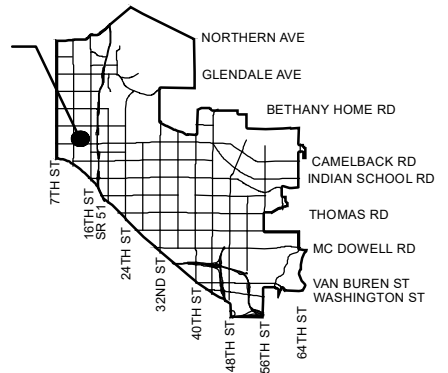 NORTHERN AVE
GLENDALE AVE
BETHANY HOME RD
CAMELBACK RD
INDIAN SCHOOL RD
THOMAS RD
MC DOWELL RD
VAN BUREN ST
WASHINGTON ST
7TH ST
16TH ST
SR 51
24TH ST
32ND ST
40TH ST
48TH ST
56TH ST
64TH ST